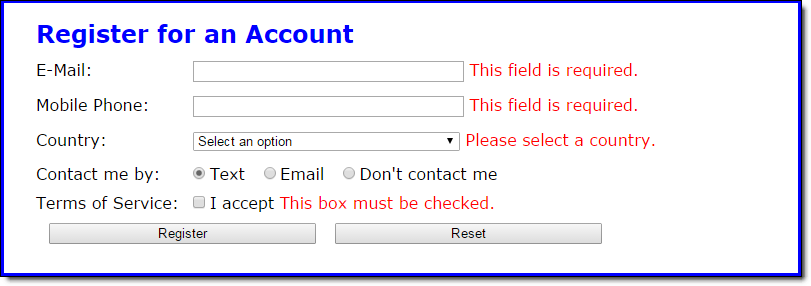 Register for an Account
E-Mail: This field is required.
Mobile Phone: This field is required.
Country: Select an option Please select a country.
Contact me by: Text Email Don't contact me
Terms of Service: I accept This box must be checked.
Register Reset